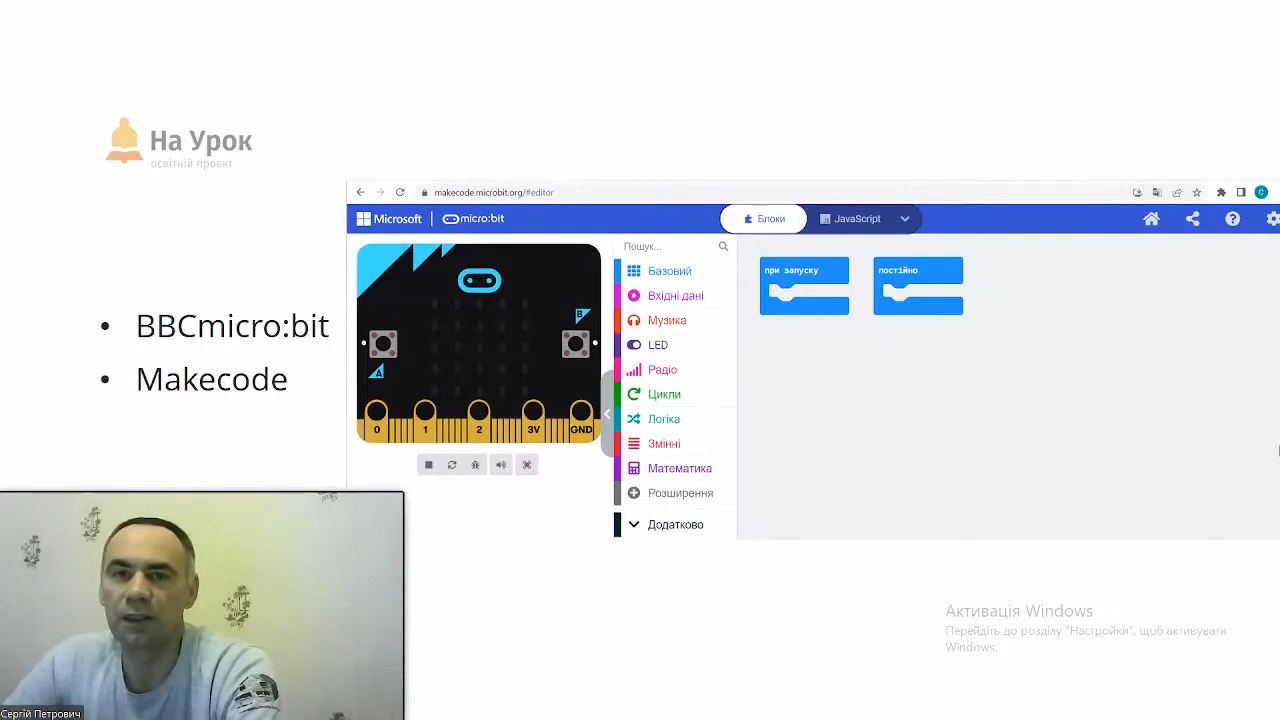 На Урок
освітній проект
makecode.microbit.org/#editor
C
Microsoft
micro:bit
Блоки
JavaScript
BBCmicro:bit
Makecode
B
A
0
1
2
3V
GND
Пошук...
Базовий
Вхідні дані
Музика
LED
Радіо
Цикли
Логіка
Змінні
Математика
Розширення
Додатково
при запуску
постійно
Активація Windows
Перейдіть до розділу "Настройки", щоб активувати
Windows.
Сергій Петрович